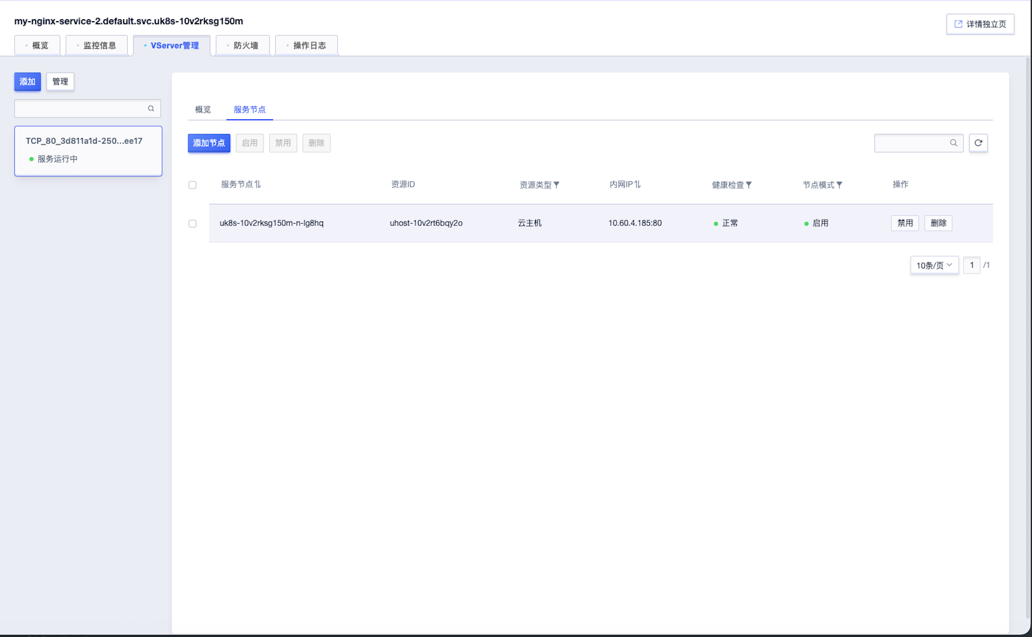 my-nginx-service-2.default.svc.uk8s-10v2rksg150m
详情独立页
概览 监控信息 VServer管理 防火墙 操作日志
添加 管理
概览 服务节点
TCP_80_3d811a1d-250...ee17
服务运行中
添加节点 启用 禁用 删除
服务节点 资源ID 资源类型 内网IP 健康检查 节点模式 操作
uk8s-10v2rksg150m-n-lg8hq uhost-10v2rt6bqy2o 云主机 10.60.4.185:80 正常 启用 禁用 删除
10条/页 1 /1